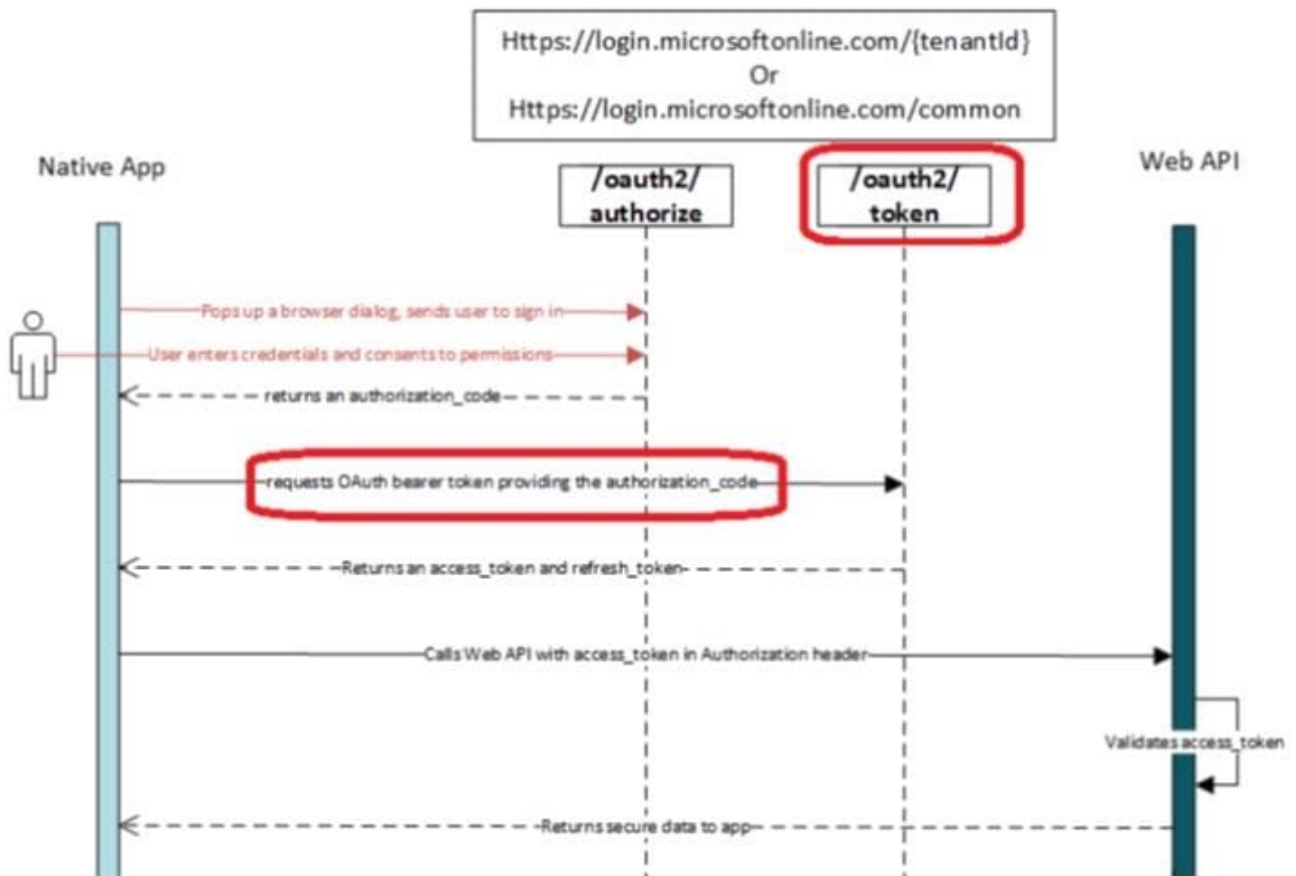 Https://login.microsoftonline.com/{tenantId}
Or
Https://login.microsoftonline.com/common
Native App
/oauth2/
authorize
/oauth2/
token
Web API
Pops up a browser dialog, sends user to sign in
User enters credentials and consents to permissions
returns an authorization_code
requests OAuth bearer token providing the authorization_code
Returns an access_token and refresh_token
Calls Web API with access_token in Authorization header
Validates access_token
Returns secure data to app